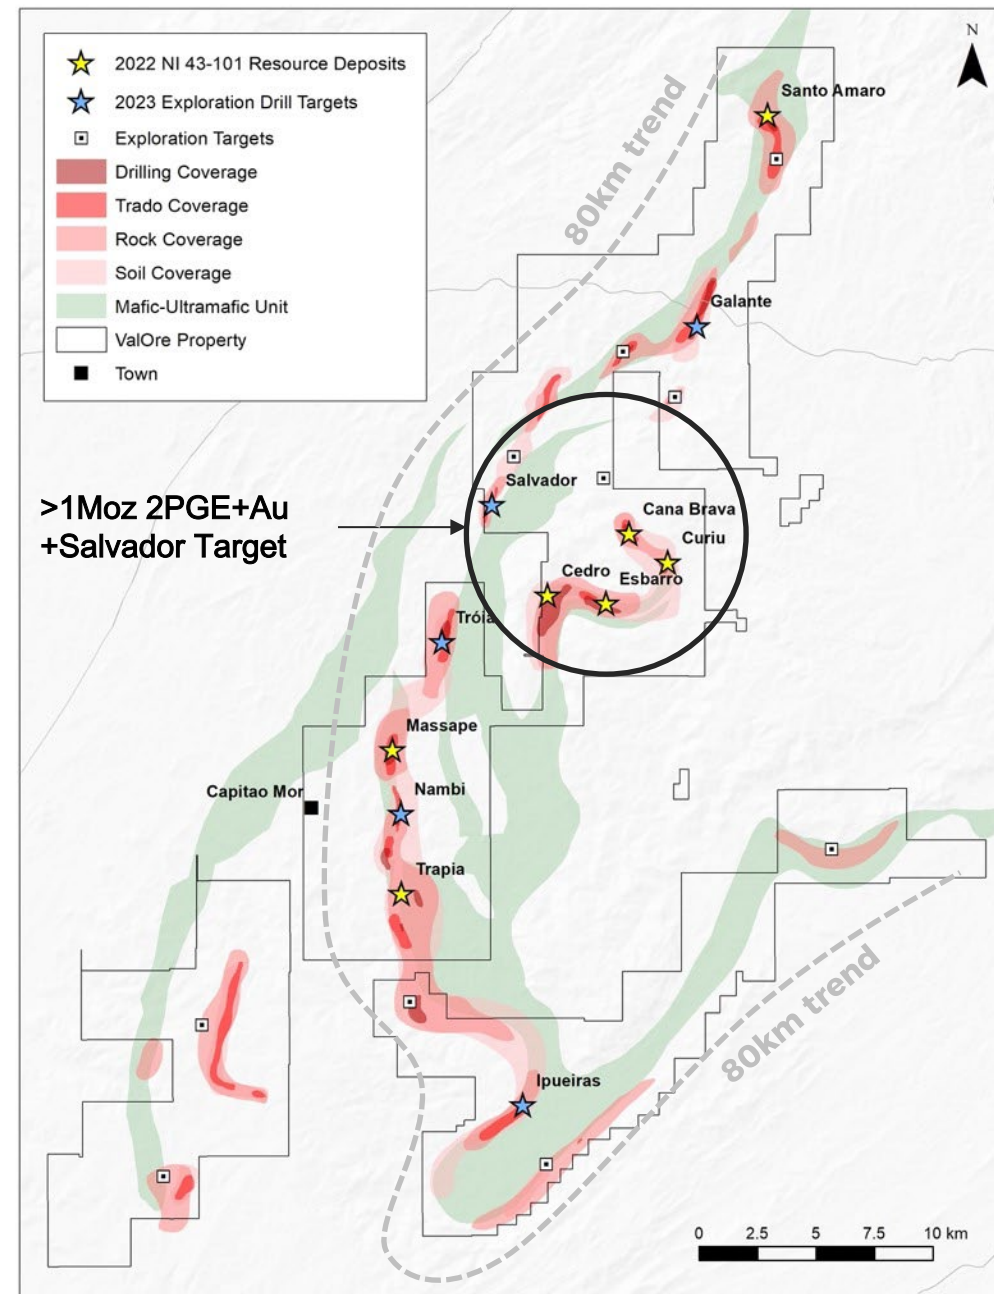 2022 NI 43-101 Resource Deposits
2023 Exploration Drill Targets
Exploration Targets
Drilling Coverage
Trado Coverage
Rock Coverage
Soil Coverage
Mafic-Ultramafic Unit
ValOre Property
Town
N
80km trend
Santo Amaro
Galante
Salvador
>1Moz 2PGE+Au
+Salvador Target
Cana Brava
Curiu
Cedro
Esbarro
Tróia
Massape
Nambi
Capitao Mor
Trapia
80km trend
Ipueiras
0 2.5 5 7.5 10 km